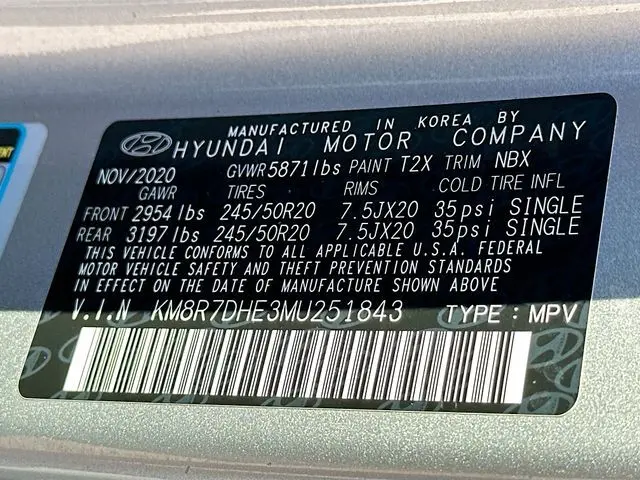 MANUFACTURED IN KOREA BY
HYUNDAI MOTOR COMPANY
NOV/2020 GVWR 5871 lbs PAINT T2X TRIM NBX
GAWR TIRES RIMS COLD TIRE INFL
FRONT 2954 lbs 245/50R20 7.5JX20 35psi SINGLE
REAR 3197 lbs 245/50R20 7.5JX20 35psi SINGLE
THIS VEHICLE CONFORMS TO ALL APPLICABLE U.S.A. FEDERAL
MOTOR VEHICLE SAFETY AND THEFT PREVENTION STANDARDS
IN EFFECT ON THE DATE OF MANUFACTURE SHOWN ABOVE
V.I.N KM8R7DHE3MU251843 TYPE : MPV